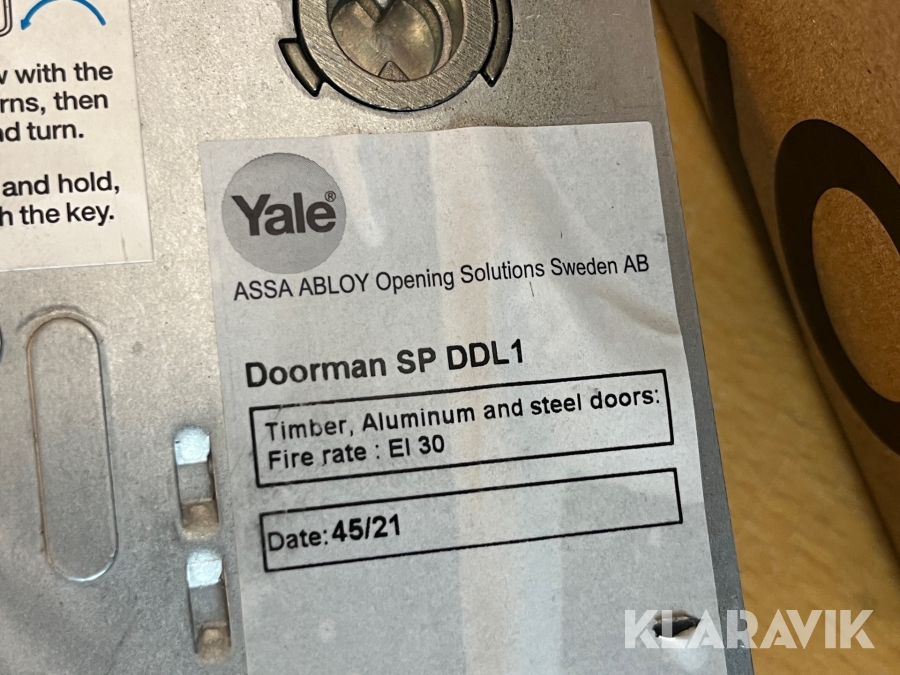 w with the
rns, then
nd turn.
and hold,
h the key.
Yale®
ASSA ABLOY Opening Solutions Sweden AB
Doorman SP DDL1
Timber, Aluminum and steel doors:
Fire rate : EI 30
Date: 45/21
KLARAVIK